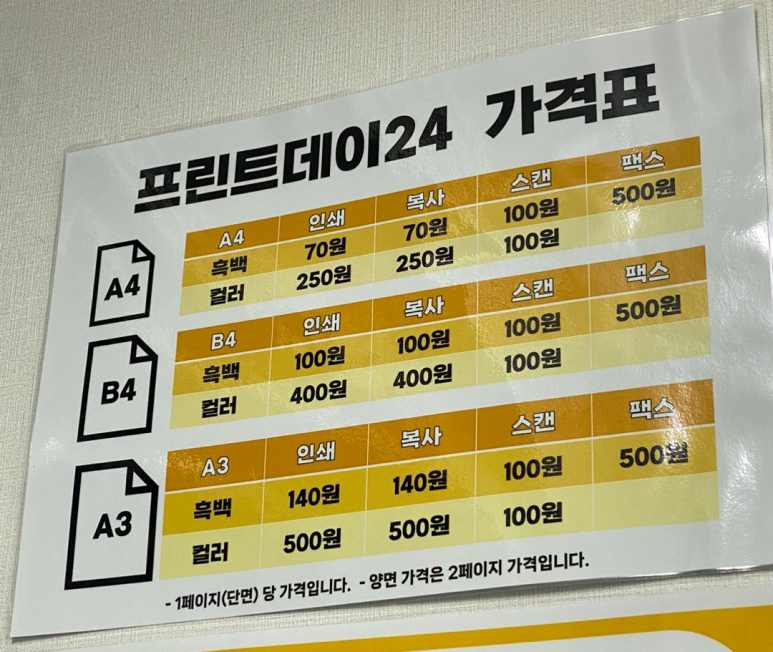 프린트데이24 가격표
A4
A4 인쇄 복사 스캔 팩스
흑백 70원 70원 100원 500원
컬러 250원 250원 100원
B4
B4 인쇄 복사 스캔 팩스
흑백 100원 100원 100원 500원
컬러 400원 400원 100원
A3
A3 인쇄 복사 스캔 팩스
흑백 140원 140원 100원 500원
컬러 500원 500원 100원
- 1페이지(단면) 당 가격입니다. - 양면 가격은 2페이지 가격입니다.